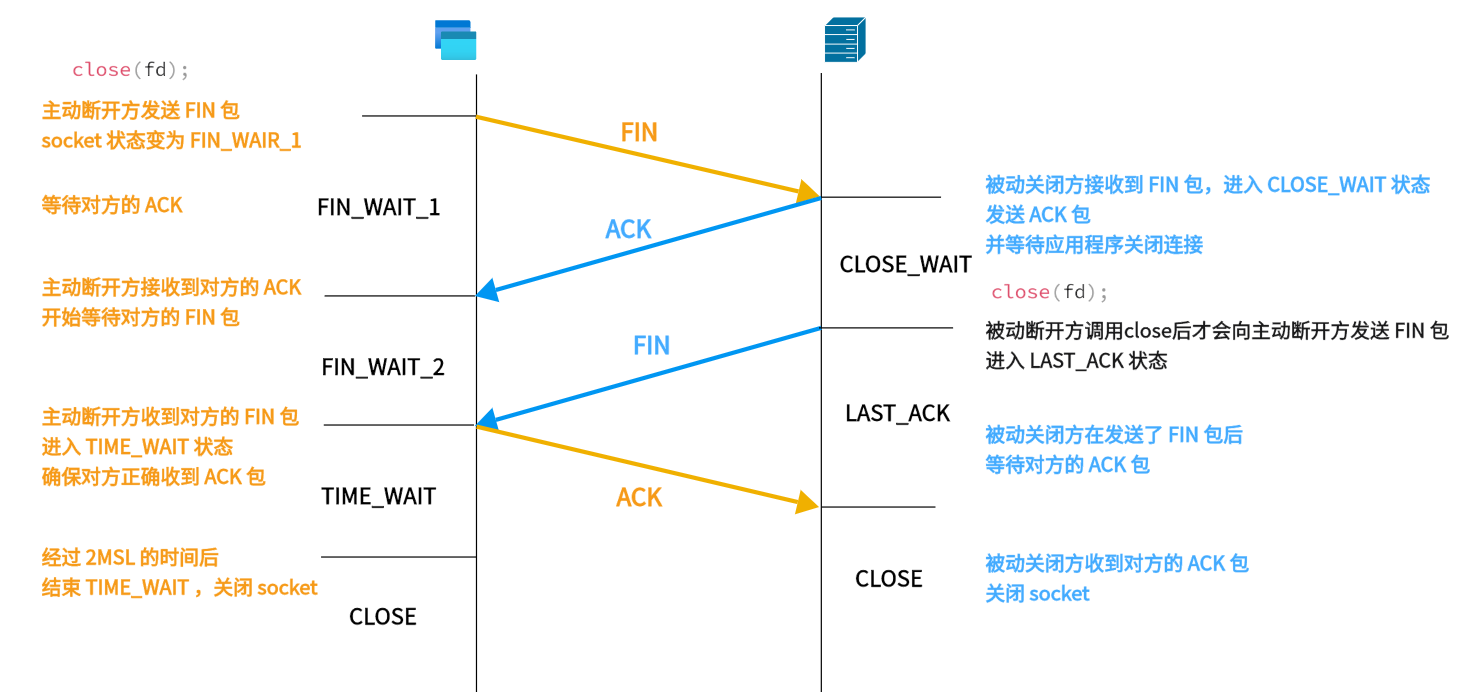 close(fd);
主动断开方发送 FIN 包
socket 状态变为 FIN_WAIR_1
FIN
等待对方的 ACK
FIN_WAIT_1
被动关闭方接收到 FIN 包，进入 CLOSE_WAIT 状态
发送 ACK 包
并等待应用程序关闭连接
ACK
CLOSE_WAIT
主动断开方接收到对方的 ACK
开始等待对方的 FIN 包
close(fd);
被动断开方调用close后才会向主动断开方发送 FIN 包
进入 LAST_ACK 状态
FIN
FIN_WAIT_2
主动断开方收到对方的 FIN 包
进入 TIME_WAIT 状态
确保对方正确收到 ACK 包
LAST_ACK
被动关闭方在发送了 FIN 包后
等待对方的 ACK 包
TIME_WAIT
ACK
经过 2MSL 的时间后
结束 TIME_WAIT ，关闭 socket
CLOSE
被动关闭方收到对方的 ACK 包
关闭 socket
CLOSE